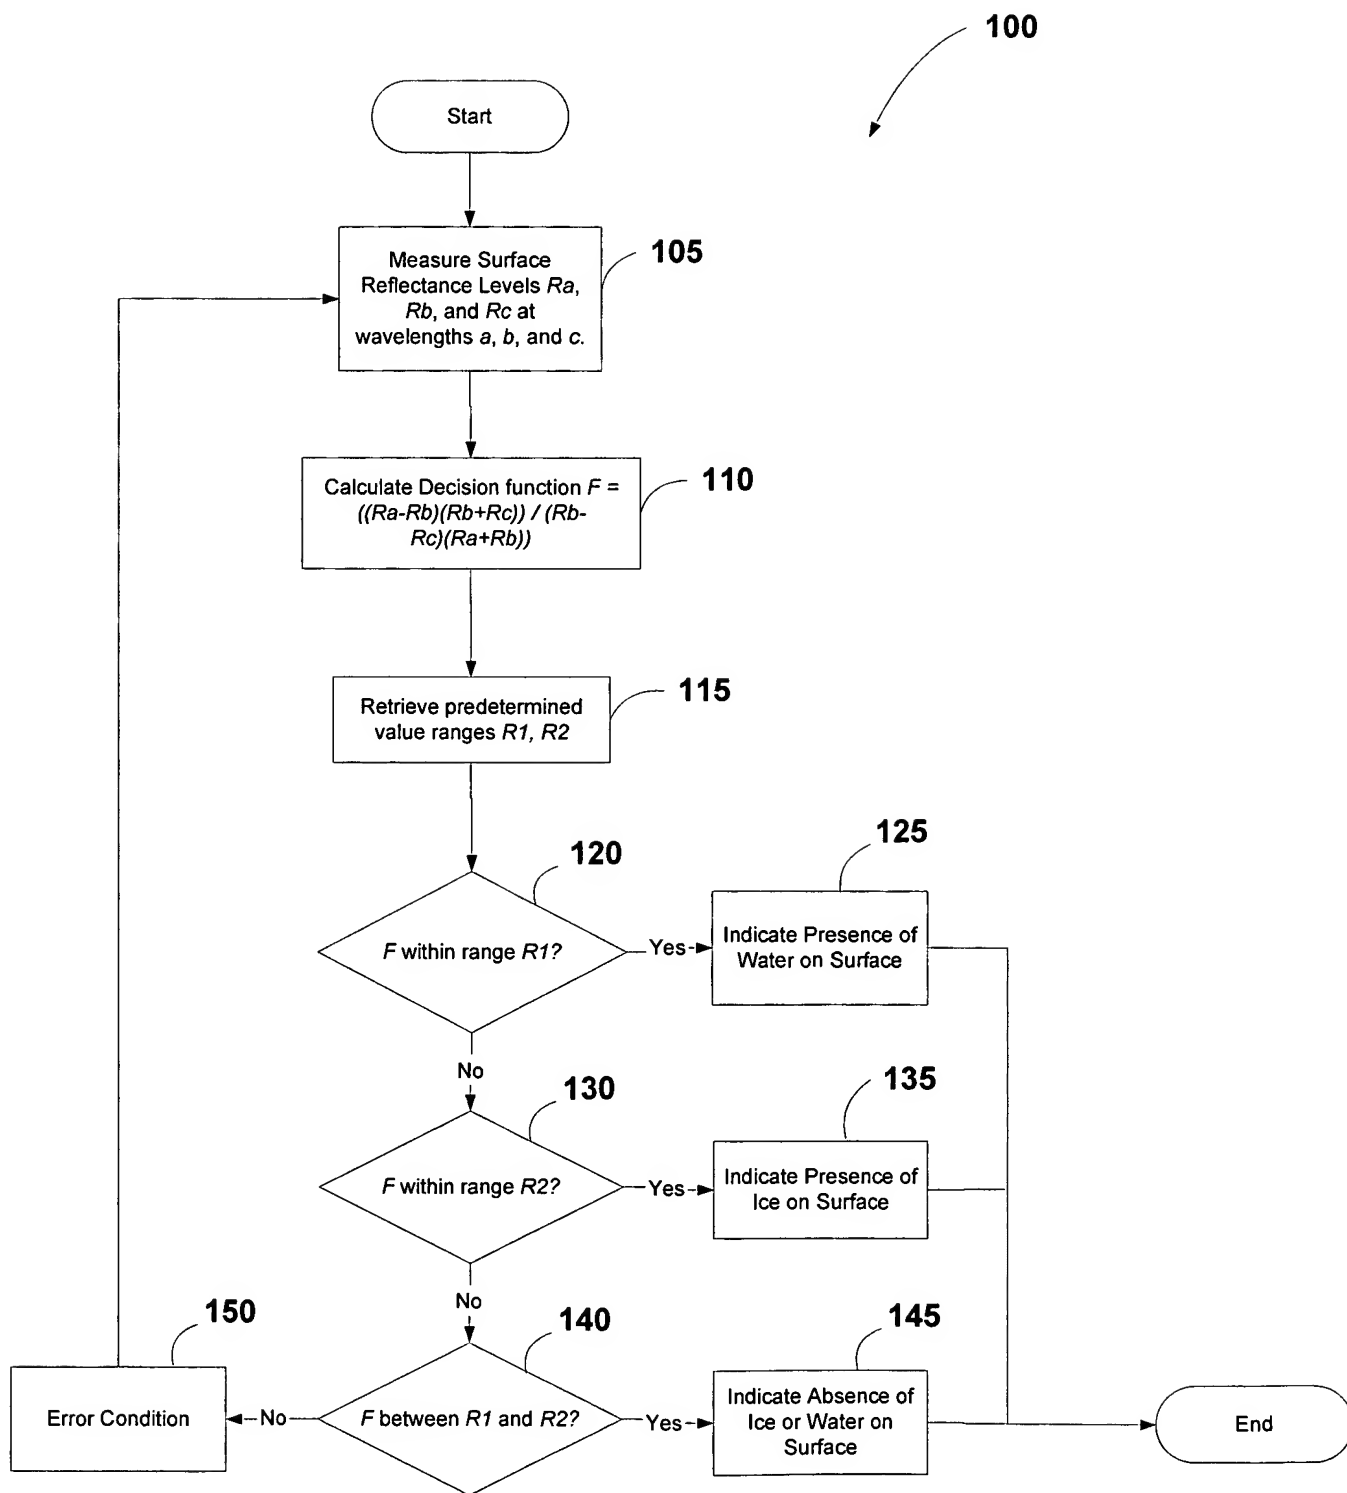 100
Start
105
Measure Surface
Reflectance Levels Ra,
Rb, and Rc at
wavelengths a, b, and c.
110
Calculate Decision function F =
((Ra-Rb)(Rb+Rc)) / (Rb-
Rc)(Ra+Rb))
115
Retrieve predetermined
value ranges R1, R2
120
F within range R1?
Yes
125
Indicate Presence of
Water on Surface
No
130
F within range R2?
Yes
135
Indicate Presence of
Ice on Surface
No
140
F between R1 and R2?
Yes
145
Indicate Absence of
Ice or Water on
Surface
No
150
Error Condition
End